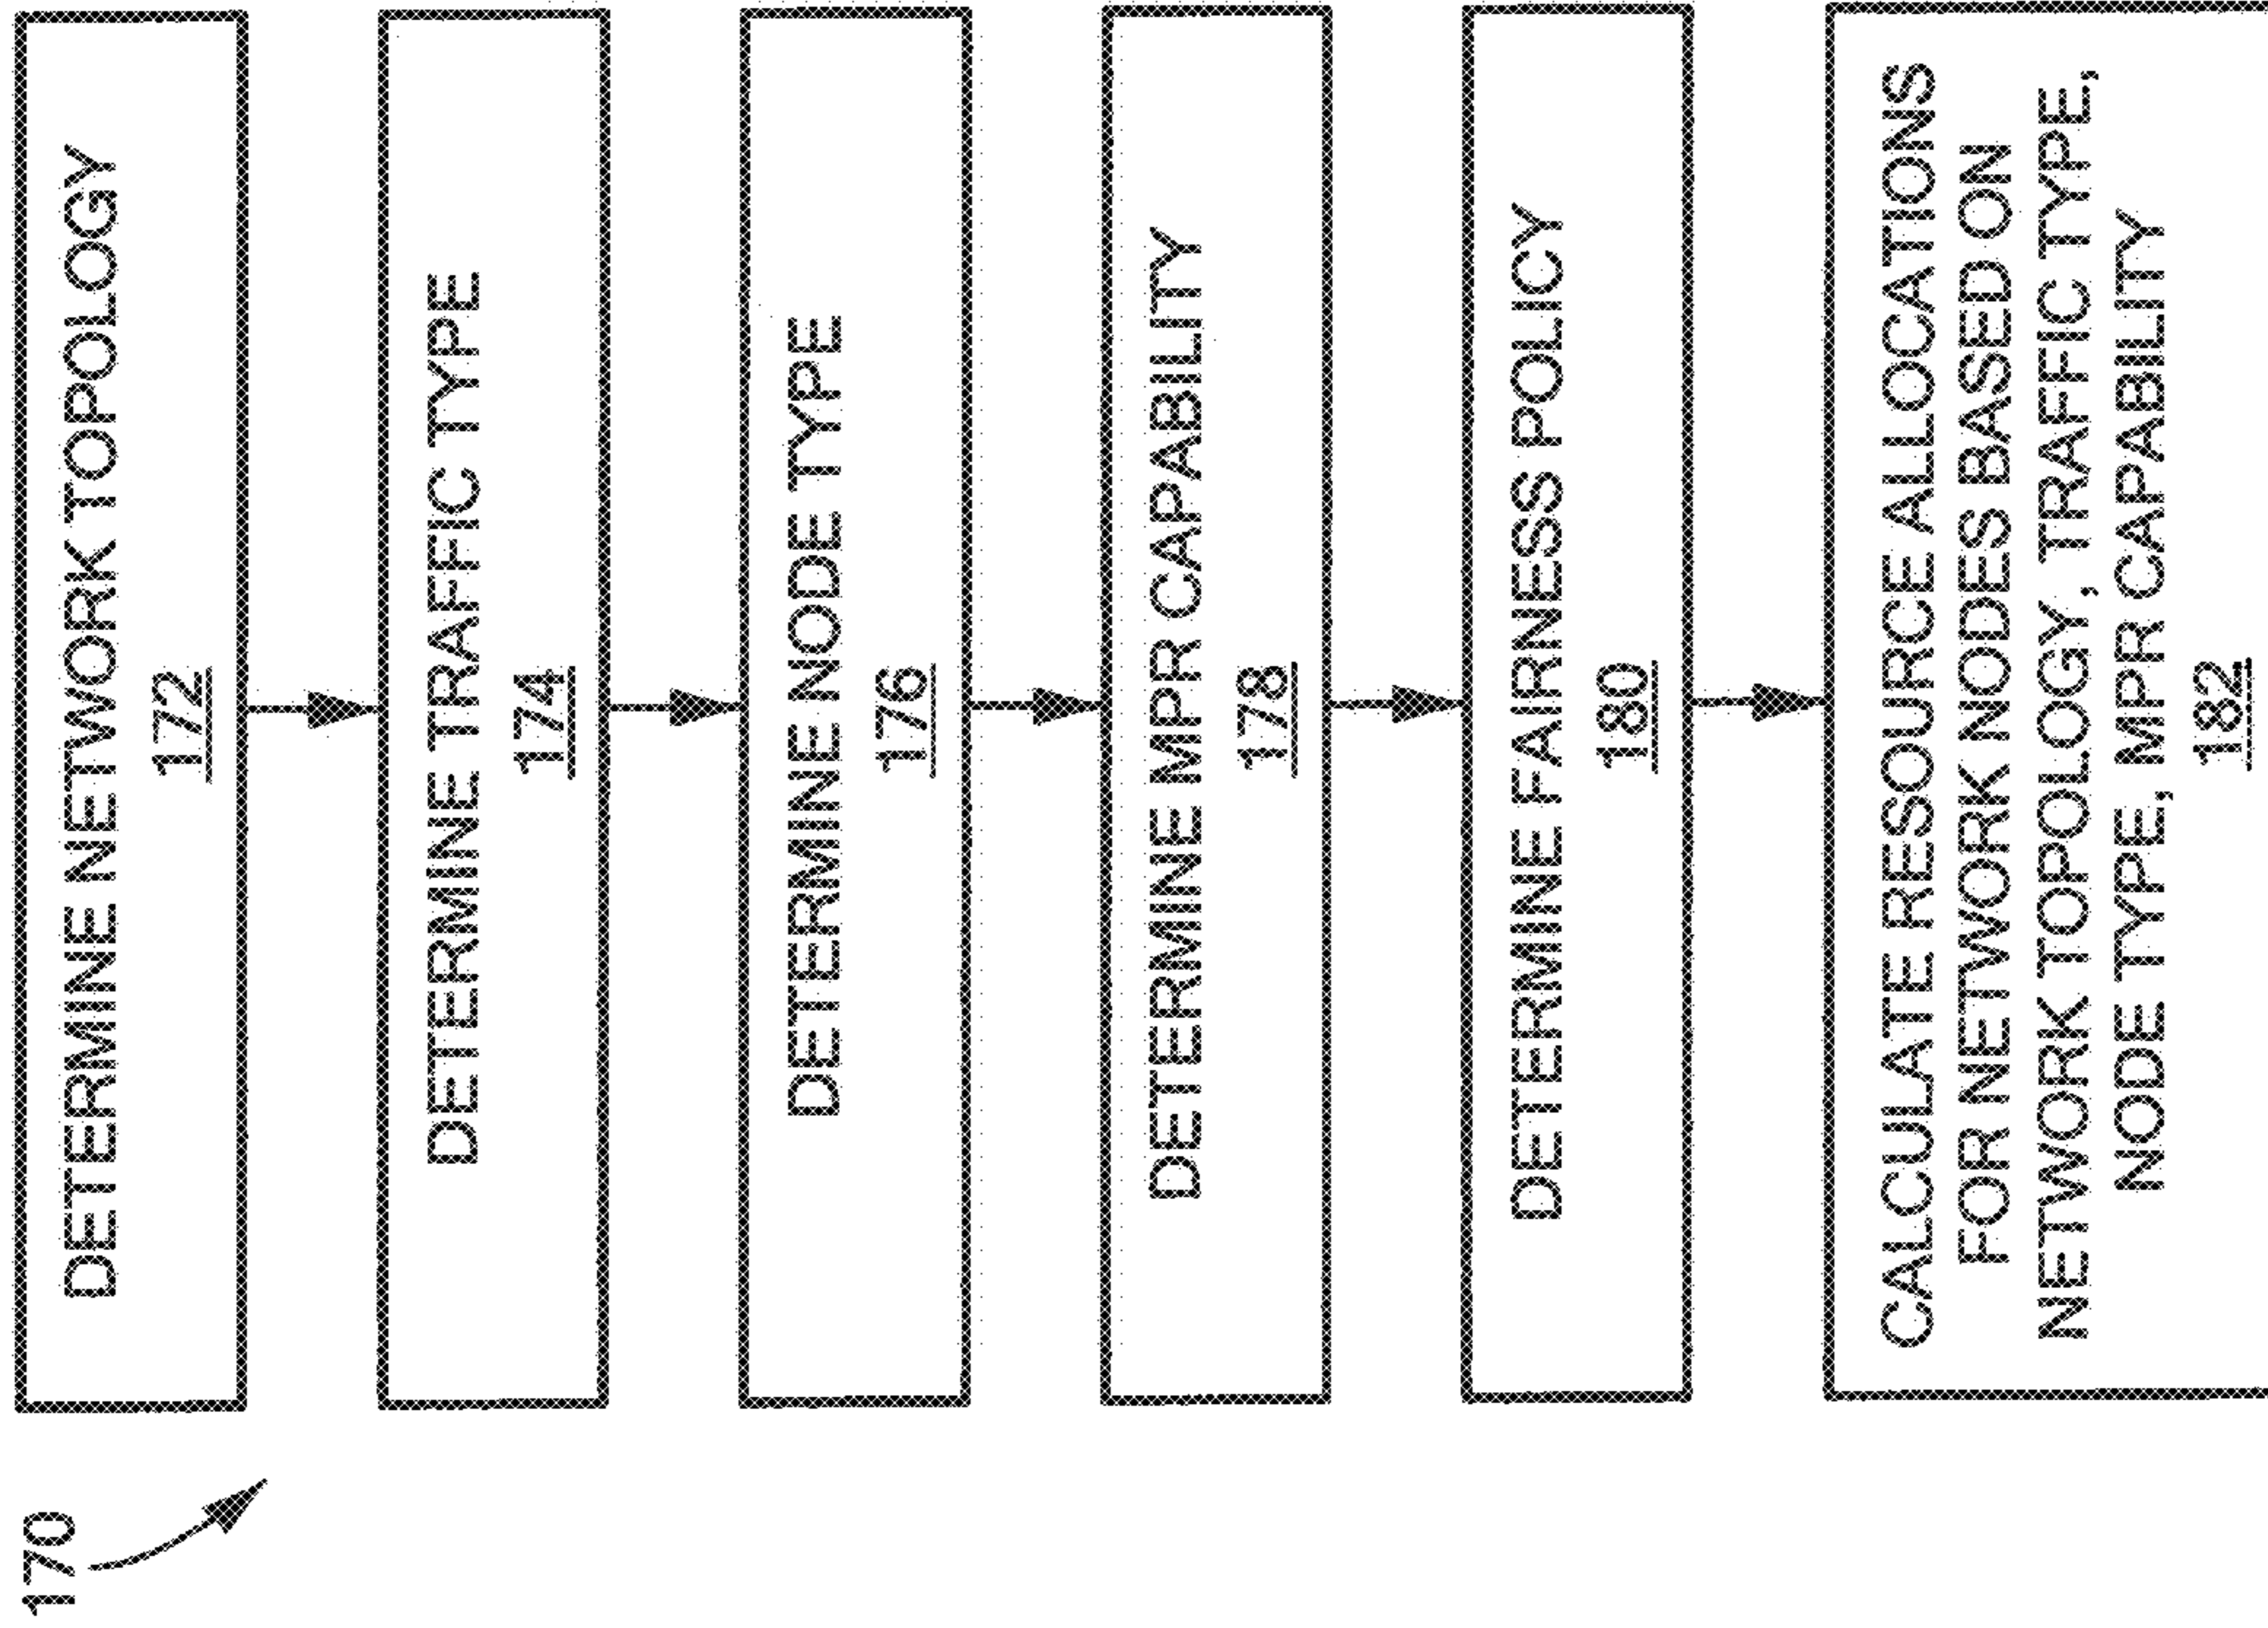 170
DETERMINE NETWORK TOPOLOGY
172
DETERMINE TRAFFIC TYPE
174
DETERMINE NODE TYPE
176
DETERMINE MPR CAPABILITY
178
DETERMINE FAIRNESS POLICY
180
CALCULATE RESOURCE ALLOCATIONS
FOR NETWORK NODES BASED ON
NETWORK TOPOLOGY, TRAFFIC TYPE,
NODE TYPE, MPR CAPABILITY
182